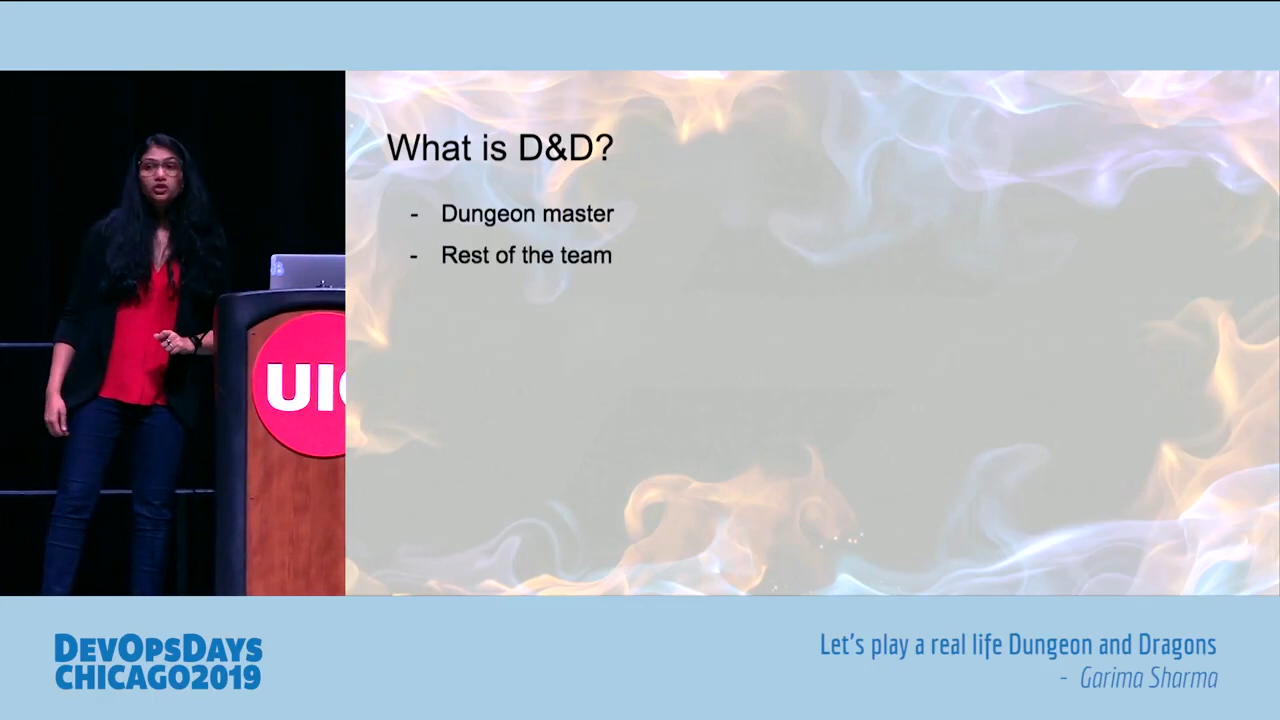 What is D&D?
- Dungeon master
- Rest of the team
UI
DEVOPSDAYS
CHICAGO2019
Let's play a real life Dungeon and Dragons
- Garima Sharma